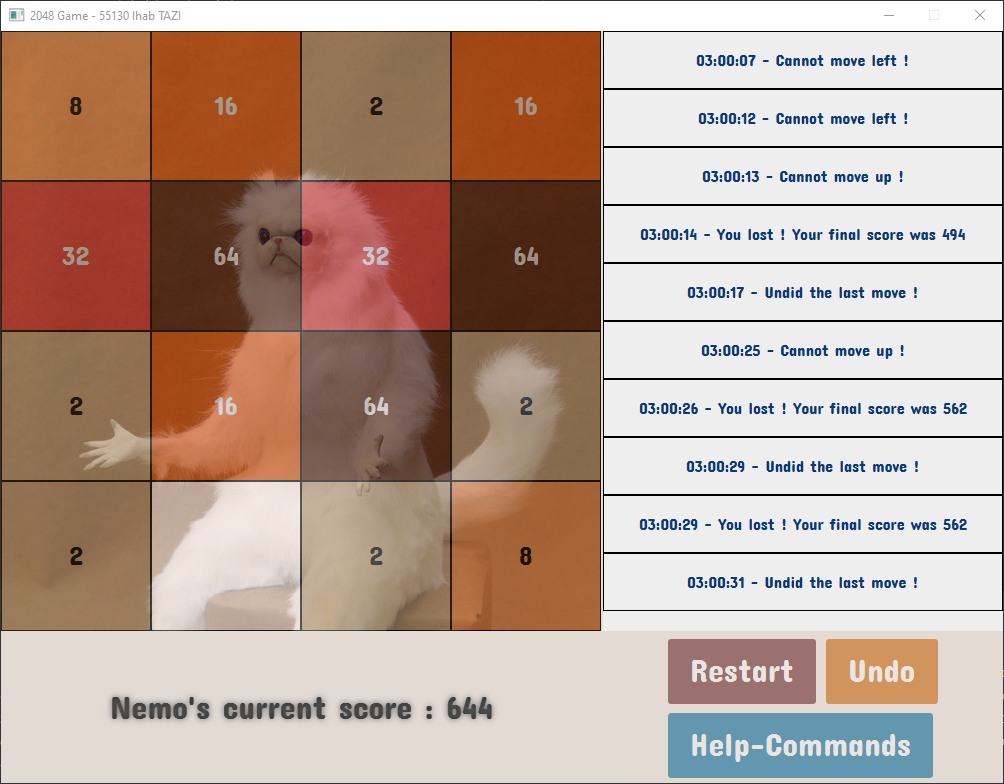 2048 Game - 55130 Ihab TAZI
8 16 2 16
32 64 32 64
2 16 64 2
2 2 8
03:00:07 - Cannot move left !
03:00:12 - Cannot move left !
03:00:13 - Cannot move up !
03:00:14 - You lost ! Your final score was 494
03:00:17 - Undid the last move !
03:00:25 - Cannot move up !
03:00:26 - You lost ! Your final score was 562
03:00:29 - Undid the last move !
03:00:29 - You lost ! Your final score was 562
03:00:31 - Undid the last move !
Nemo's current score : 644
Restart Undo
Help-Commands